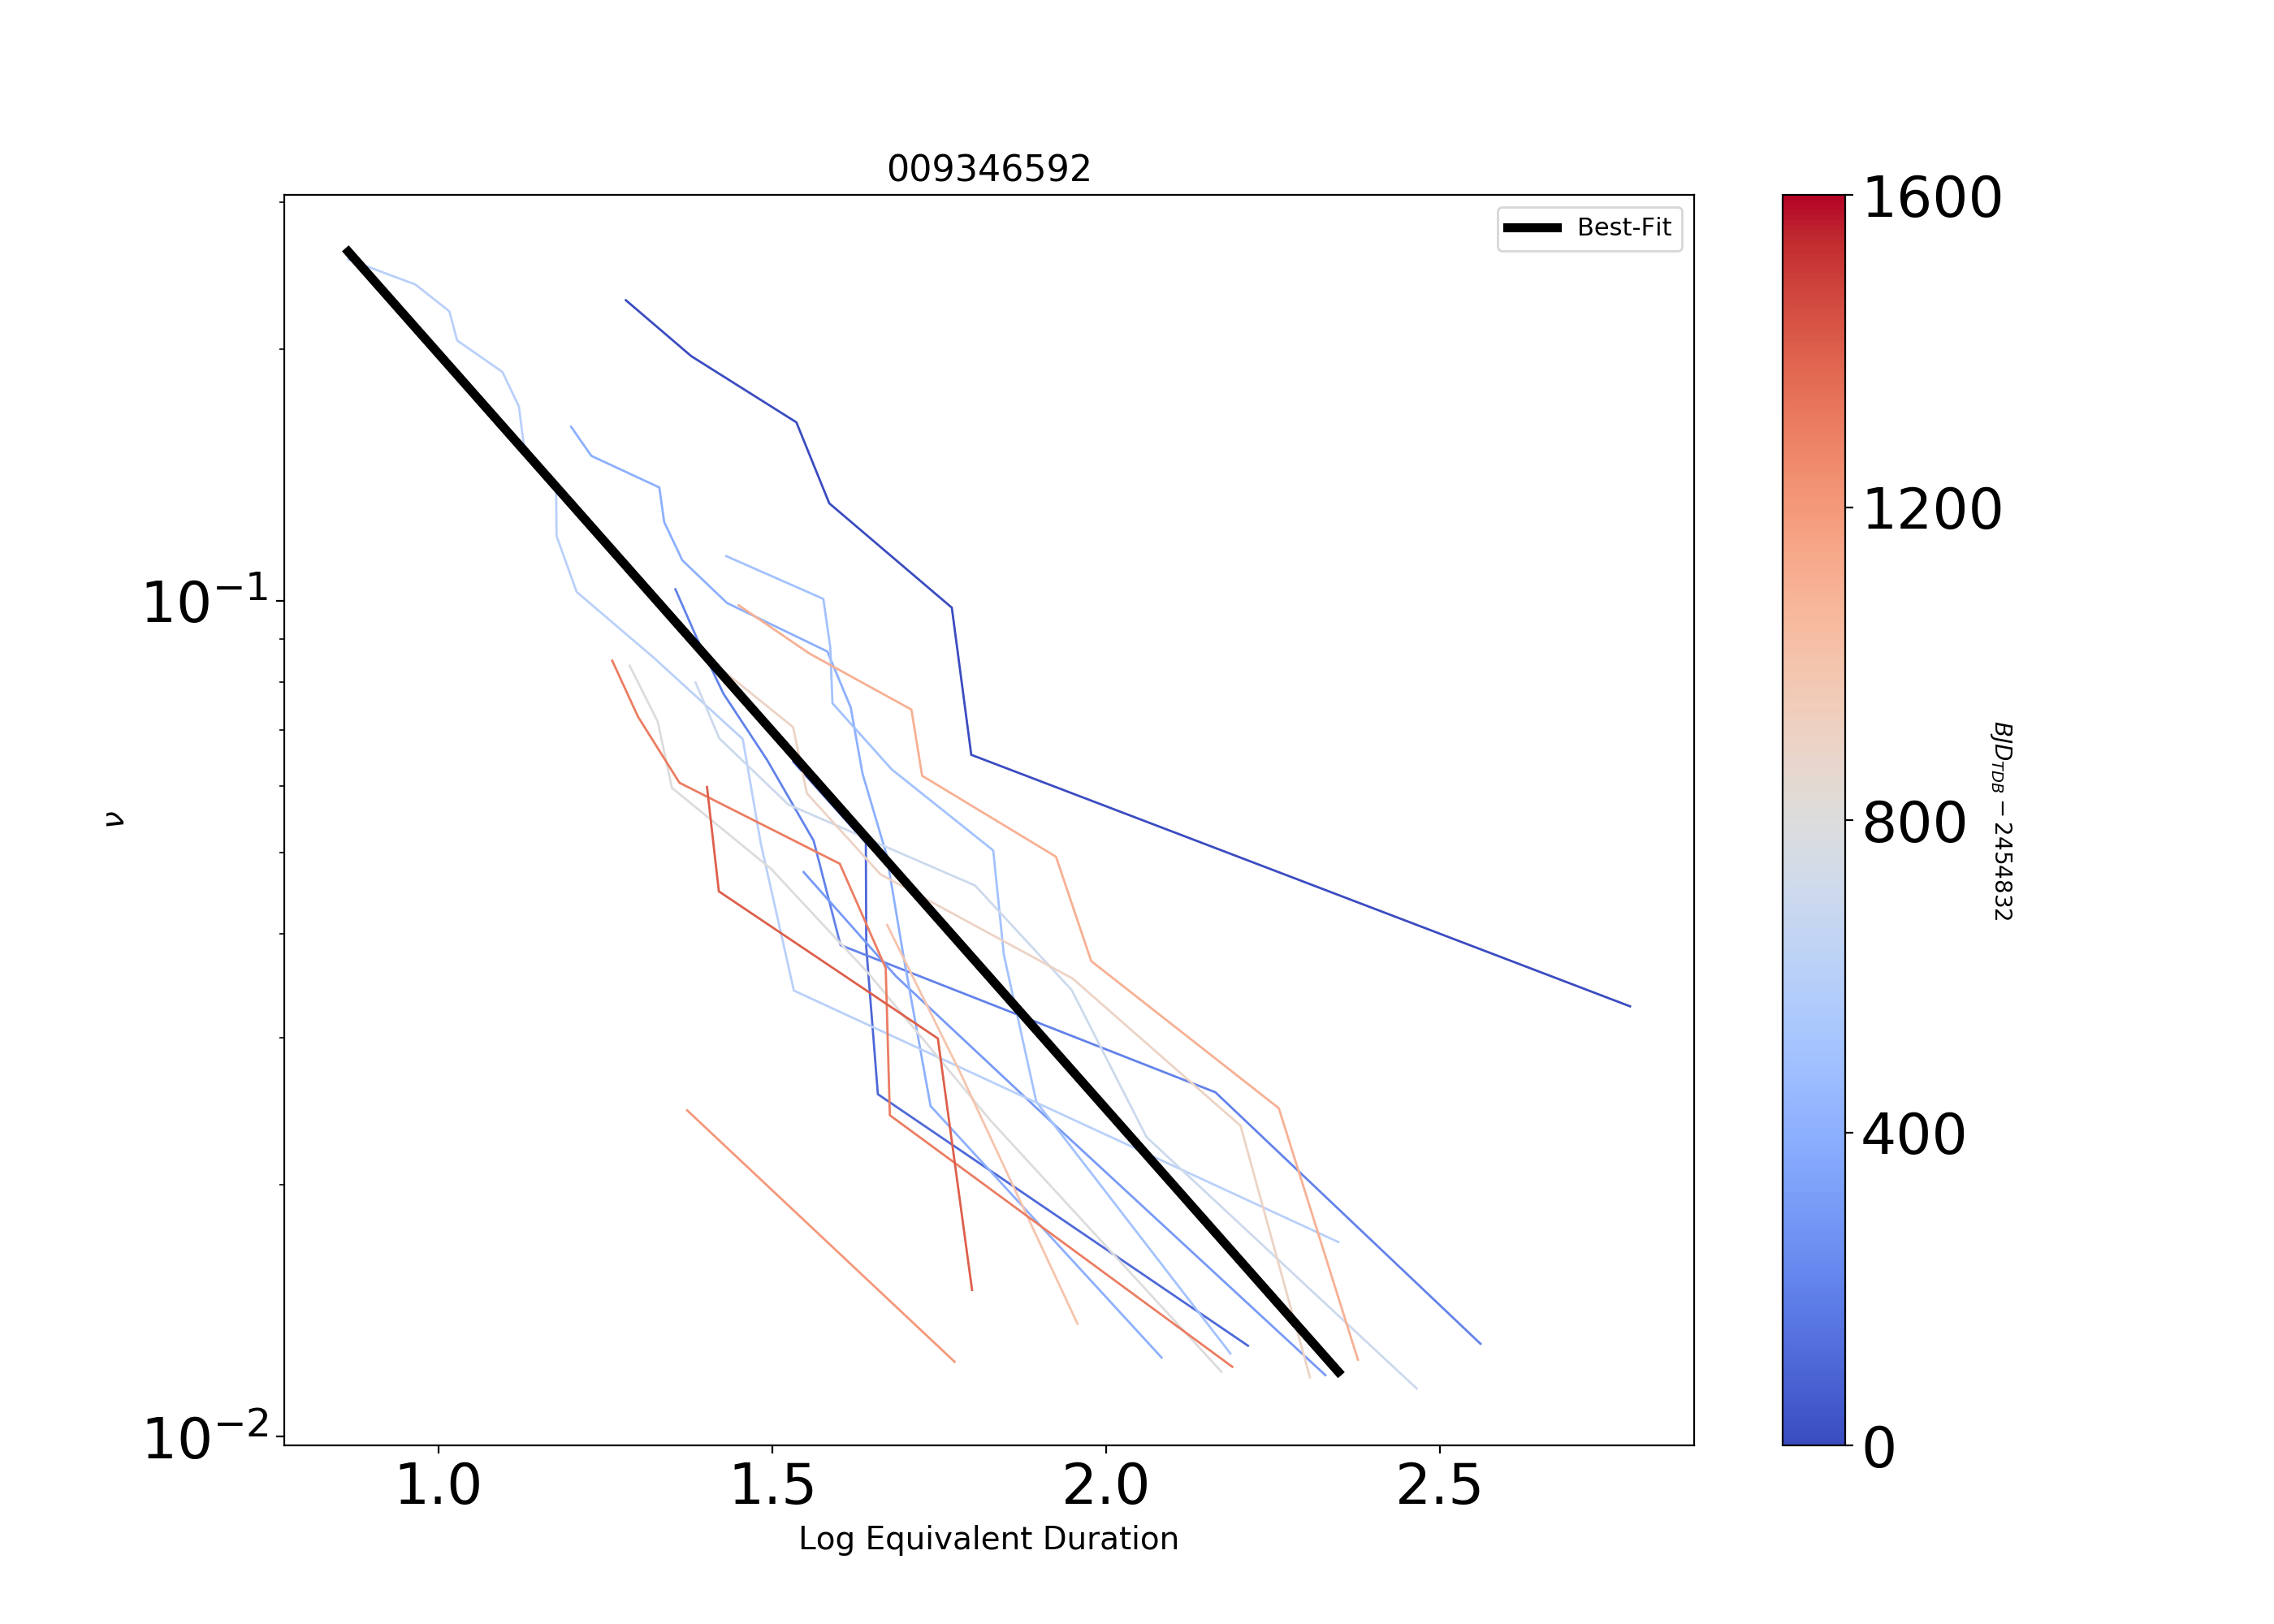 009346592
Best-Fit
10⁻¹
10⁻²
ν
1.0 1.5 2.0 2.5
Log Equivalent Duration
1600
1200
800
400
0
BJD_TDB − 2454832